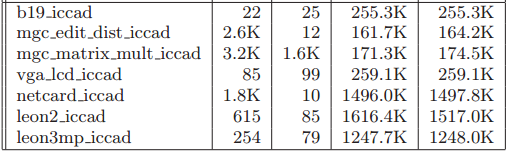 b19_iccad 22 25 255.3K 255.3K
mgc_edit_dist_iccad 2.6K 12 161.7K 164.2K
mgc_matrix_mult_iccad 3.2K 1.6K 171.3K 174.5K
vga_lcd_iccad 85 99 259.1K 259.1K
netcard_iccad 1.8K 10 1496.0K 1497.8K
leon2_iccad 615 85 1616.4K 1517.0K
leon3mp_iccad 254 79 1247.7K 1248.0K